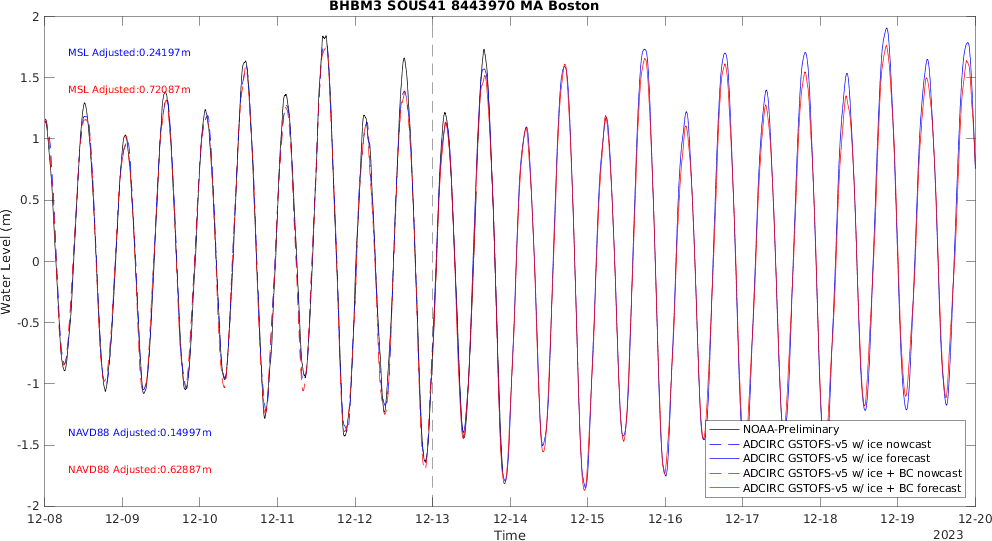 BHBM3 SOUS41 8443970 MA Boston
2
1.5
1
0.5
0
-0.5
-1
-1.5
-2
Water Level (m)
MSL Adjusted:0.24197m
MSL Adjusted:0.72087m
NAVD88 Adjusted:0.14997m
NAVD88 Adjusted:0.62887m
NOAA-Preliminary
ADCIRC GSTOFS-v5 w/ ice nowcast
ADCIRC GSTOFS-v5 w/ ice forecast
ADCIRC GSTOFS-v5 w/ ice + BC nowcast
ADCIRC GSTOFS-v5 w/ ice + BC forecast
12-08 12-09 12-10 12-11 12-12 12-13 12-14 12-15 12-16 12-17 12-18 12-19 12-20
Time
2023